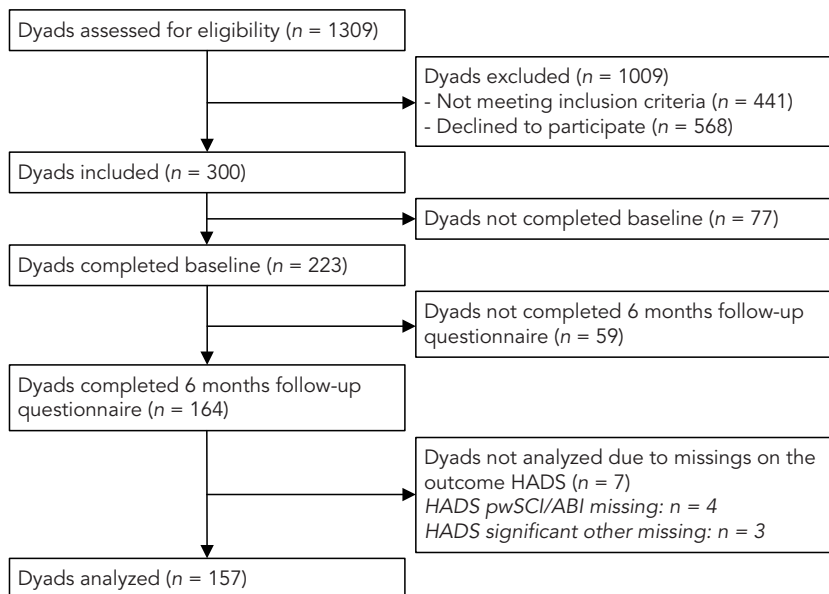 Dyads assessed for eligibility (n = 1309)
Dyads excluded (n = 1009)
- Not meeting inclusion criteria (n = 441)
- Declined to participate (n = 568)
Dyads included (n = 300)
Dyads not completed baseline (n = 77)
Dyads completed baseline (n = 223)
Dyads not completed 6 months follow-up
questionnaire (n = 59)
Dyads completed 6 months follow-up
questionnaire (n = 164)
Dyads not analyzed due to missings on the
outcome HADS (n = 7)
HADS pwSCI/ABI missing: n = 4
HADS significant other missing: n = 3
Dyads analyzed (n = 157)